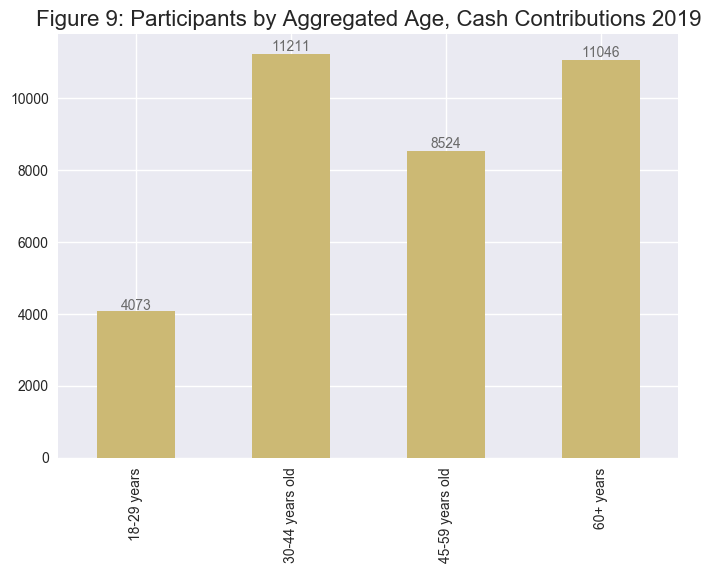 Figure 9: Participants by Aggregated Age, Cash Contributions 2019
11211
11046
10000
8524
8000
6000
4073
4000
2000
0
18-29 years
30-44 years old
45-59 years old
60+ years